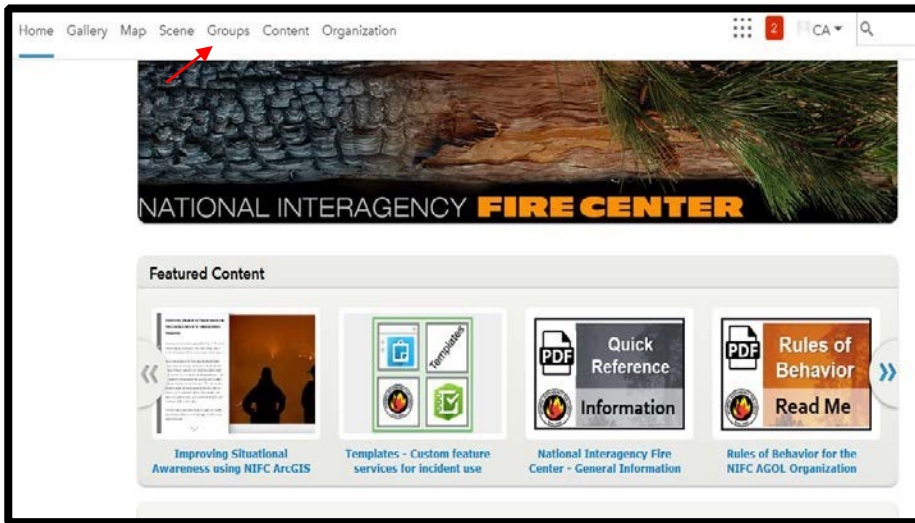 Home Gallery Map Scene Groups Content Organization 2 CA
NATIONAL INTERAGENCY FIRE CENTER
Featured Content
Templates
PDF
Quick
Reference
Information
PDF
Rules of
Behavior
Read Me
Improving Situational
Awareness using NIFC ArcGIS
Templates - Custom feature
services for incident use
National Interagency Fire
Center - General Information
Rules of Behavior for the
NIFC AGOL Organization